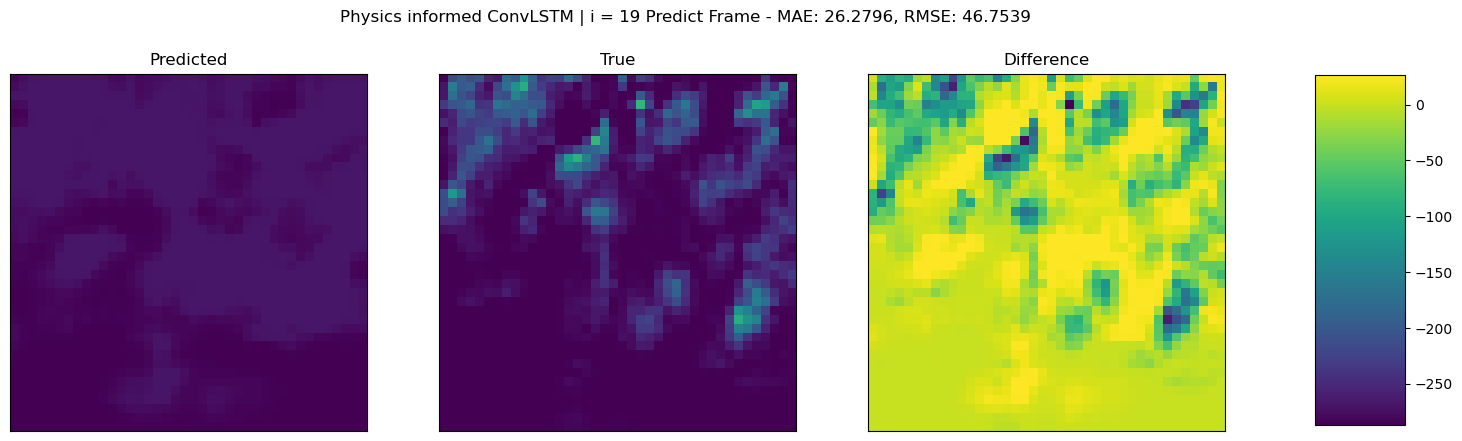 Physics informed ConvLSTM | i = 19 Predict Frame - MAE: 26.2796, RMSE: 46.7539
Predicted
True
Difference
0
−50
−100
−150
−200
−250